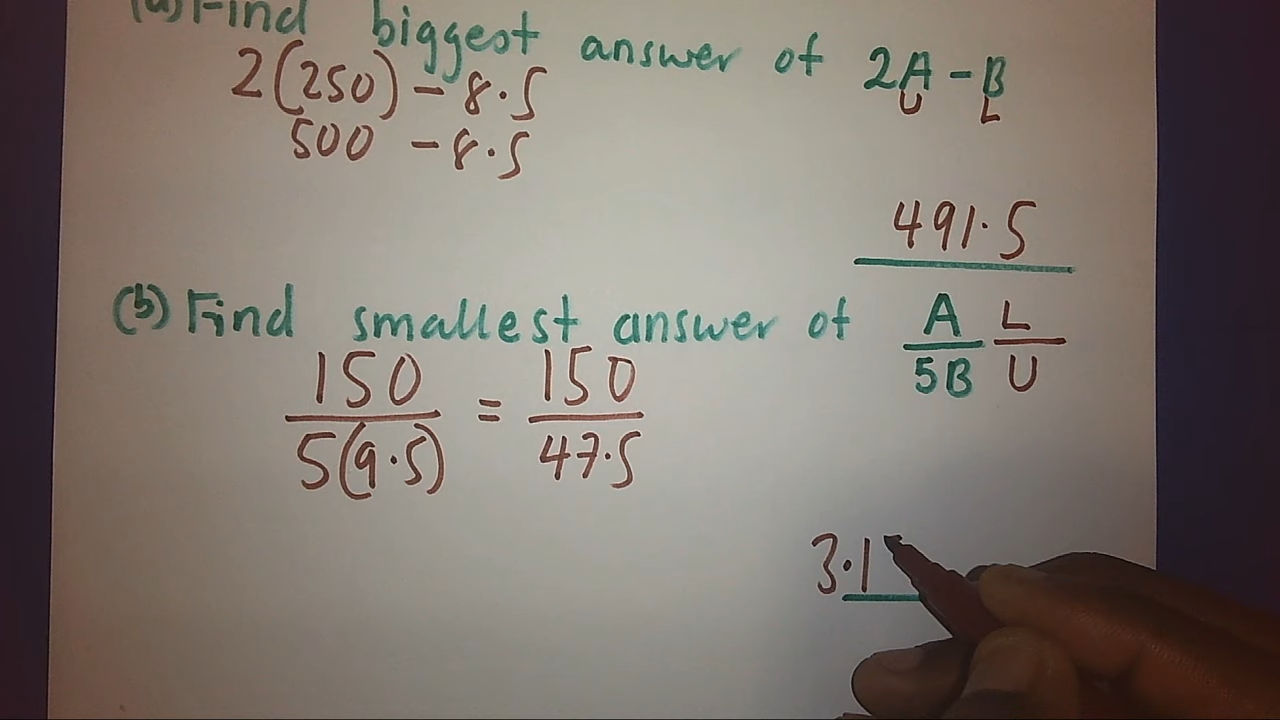 (a) Find biggest answer of 2A - B
U L
2(250) - 8.5
500 - 8.5
491.5
(b) Find smallest answer of A/5B L/U
150/5(9.5) = 150/47.5
3.1